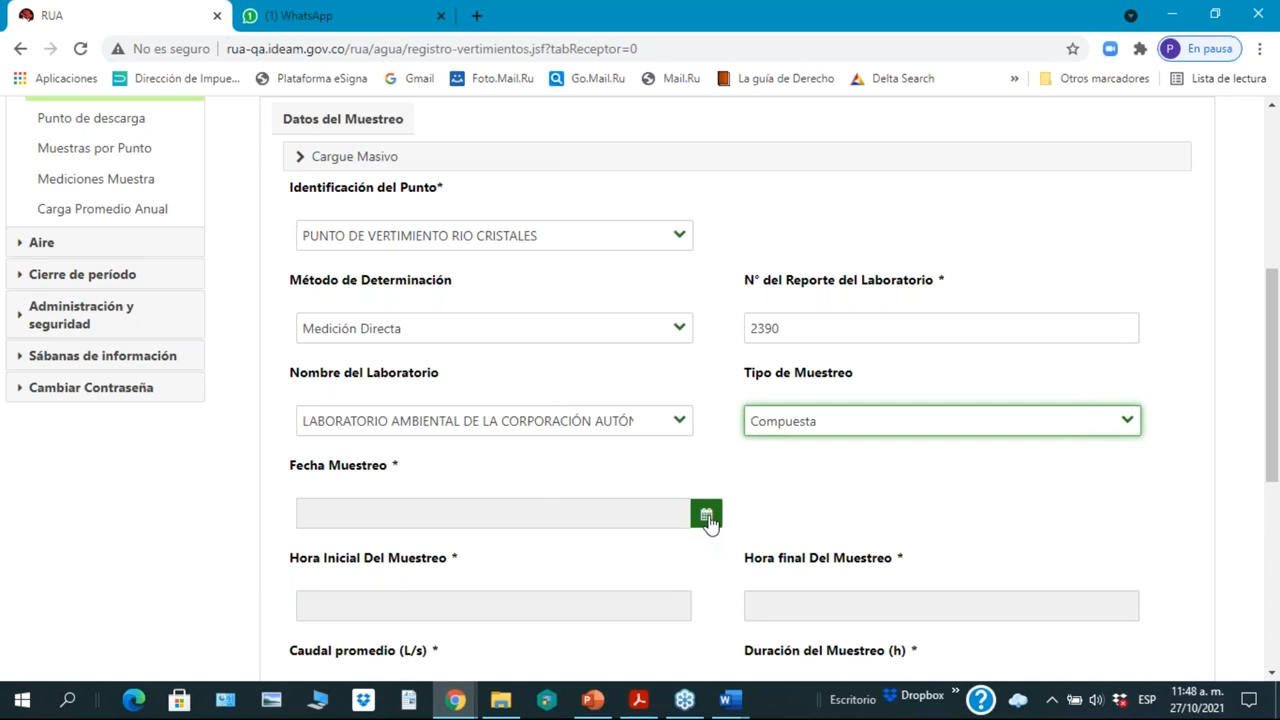 RUA
(1) WhatsApp
No es seguro
rua-qa.ideam.gov.co/rua/agua/registro-vertimientos.jsf?tabReceptor=0
P
En pausa
Aplicaciones
Dirección de Impue...
Plataforma eSigna
Gmail
Foto.Mail.Ru
Go.Mail.Ru
Mail.Ru
La guía de Derecho
Delta Search
»
Otros marcadores
Lista de lectura
Punto de descarga
Muestras por Punto
Mediciones Muestra
Carga Promedio Anual
Aire
Cierre de período
Administración y
seguridad
Sábanas de información
Cambiar Contraseña
Datos del Muestreo
Cargue Masivo
Identificación del Punto*
PUNTO DE VERTIMIENTO RIO CRISTALES
Método de Determinación
N° del Reporte del Laboratorio *
Medición Directa
2390
Nombre del Laboratorio
Tipo de Muestreo
LABORATORIO AMBIENTAL DE LA CORPORACIÓN AUTÓN
Compuesta
Fecha Muestreo *
Hora Inicial Del Muestreo *
Hora final Del Muestreo *
Caudal promedio (L/s) *
Duración del Muestreo (h) *
Escritorio
Dropbox
»
ESP
11:48 a. m.
27/10/2021